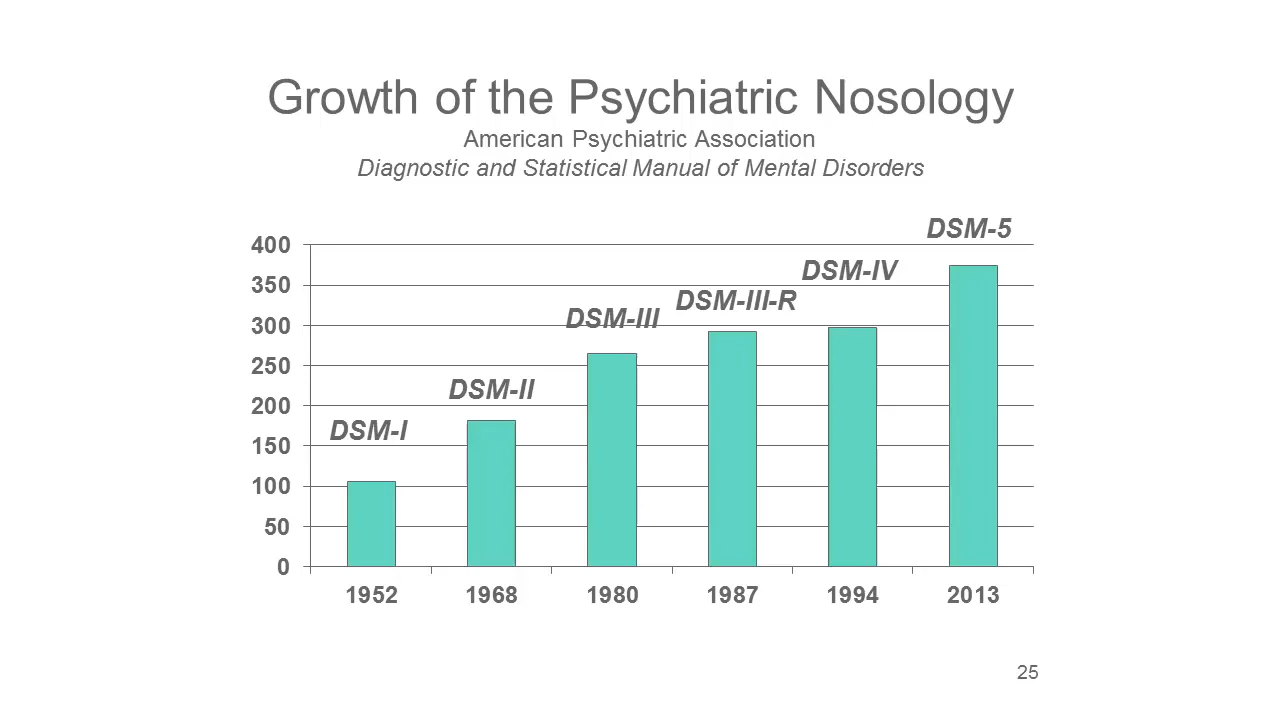 Growth of the Psychiatric Nosology
American Psychiatric Association
Diagnostic and Statistical Manual of Mental Disorders
DSM-5
400
DSM-IV
350
DSM-III-R
DSM-III
300
250
DSM-II
200
DSM-I
150
100
50
0
1952 1968 1980 1987 1994 2013
25